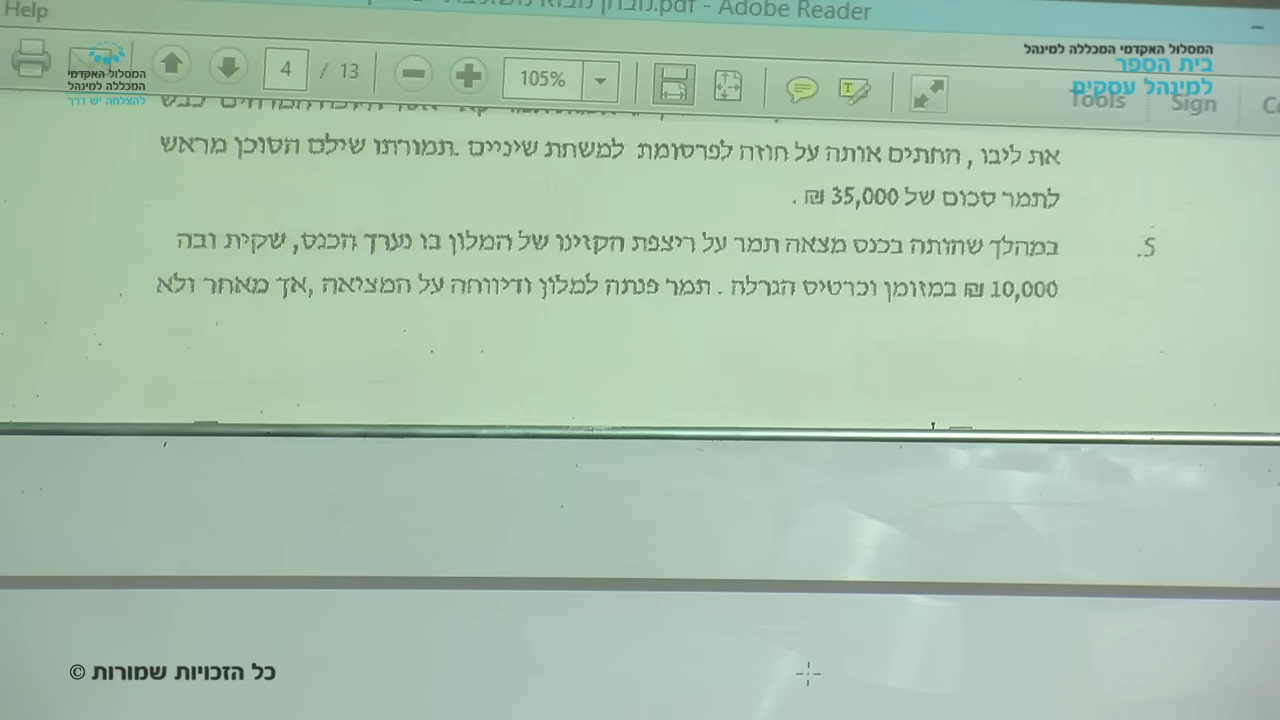 Help
.pdf - Adobe Reader
4 / 13
105%
Tools
Sign
המסלול האקדמי המכללה למינהל
בית הספר
למינהל עסקים
המסלול האקדמי
המכללה למינהל
להצלחה יש דרך
את ליבו , החתים אותה על חוזה לפרסומת למשחת שיניים .תמורתו שילם הסוכן מראש
לתמר סכום של 35,000 ₪ .
5. במהלך שהותה בכנס מצאה תמר על ריצפת הקזינו של המלון בו נערך הכנס, שקית ובה
10,000 ₪ במזומן וכרטיס הגרלה . תמר פנתה למלון ודיווחה על המציאה ,אך מאחר ולא
כל הזכויות שמורות ©